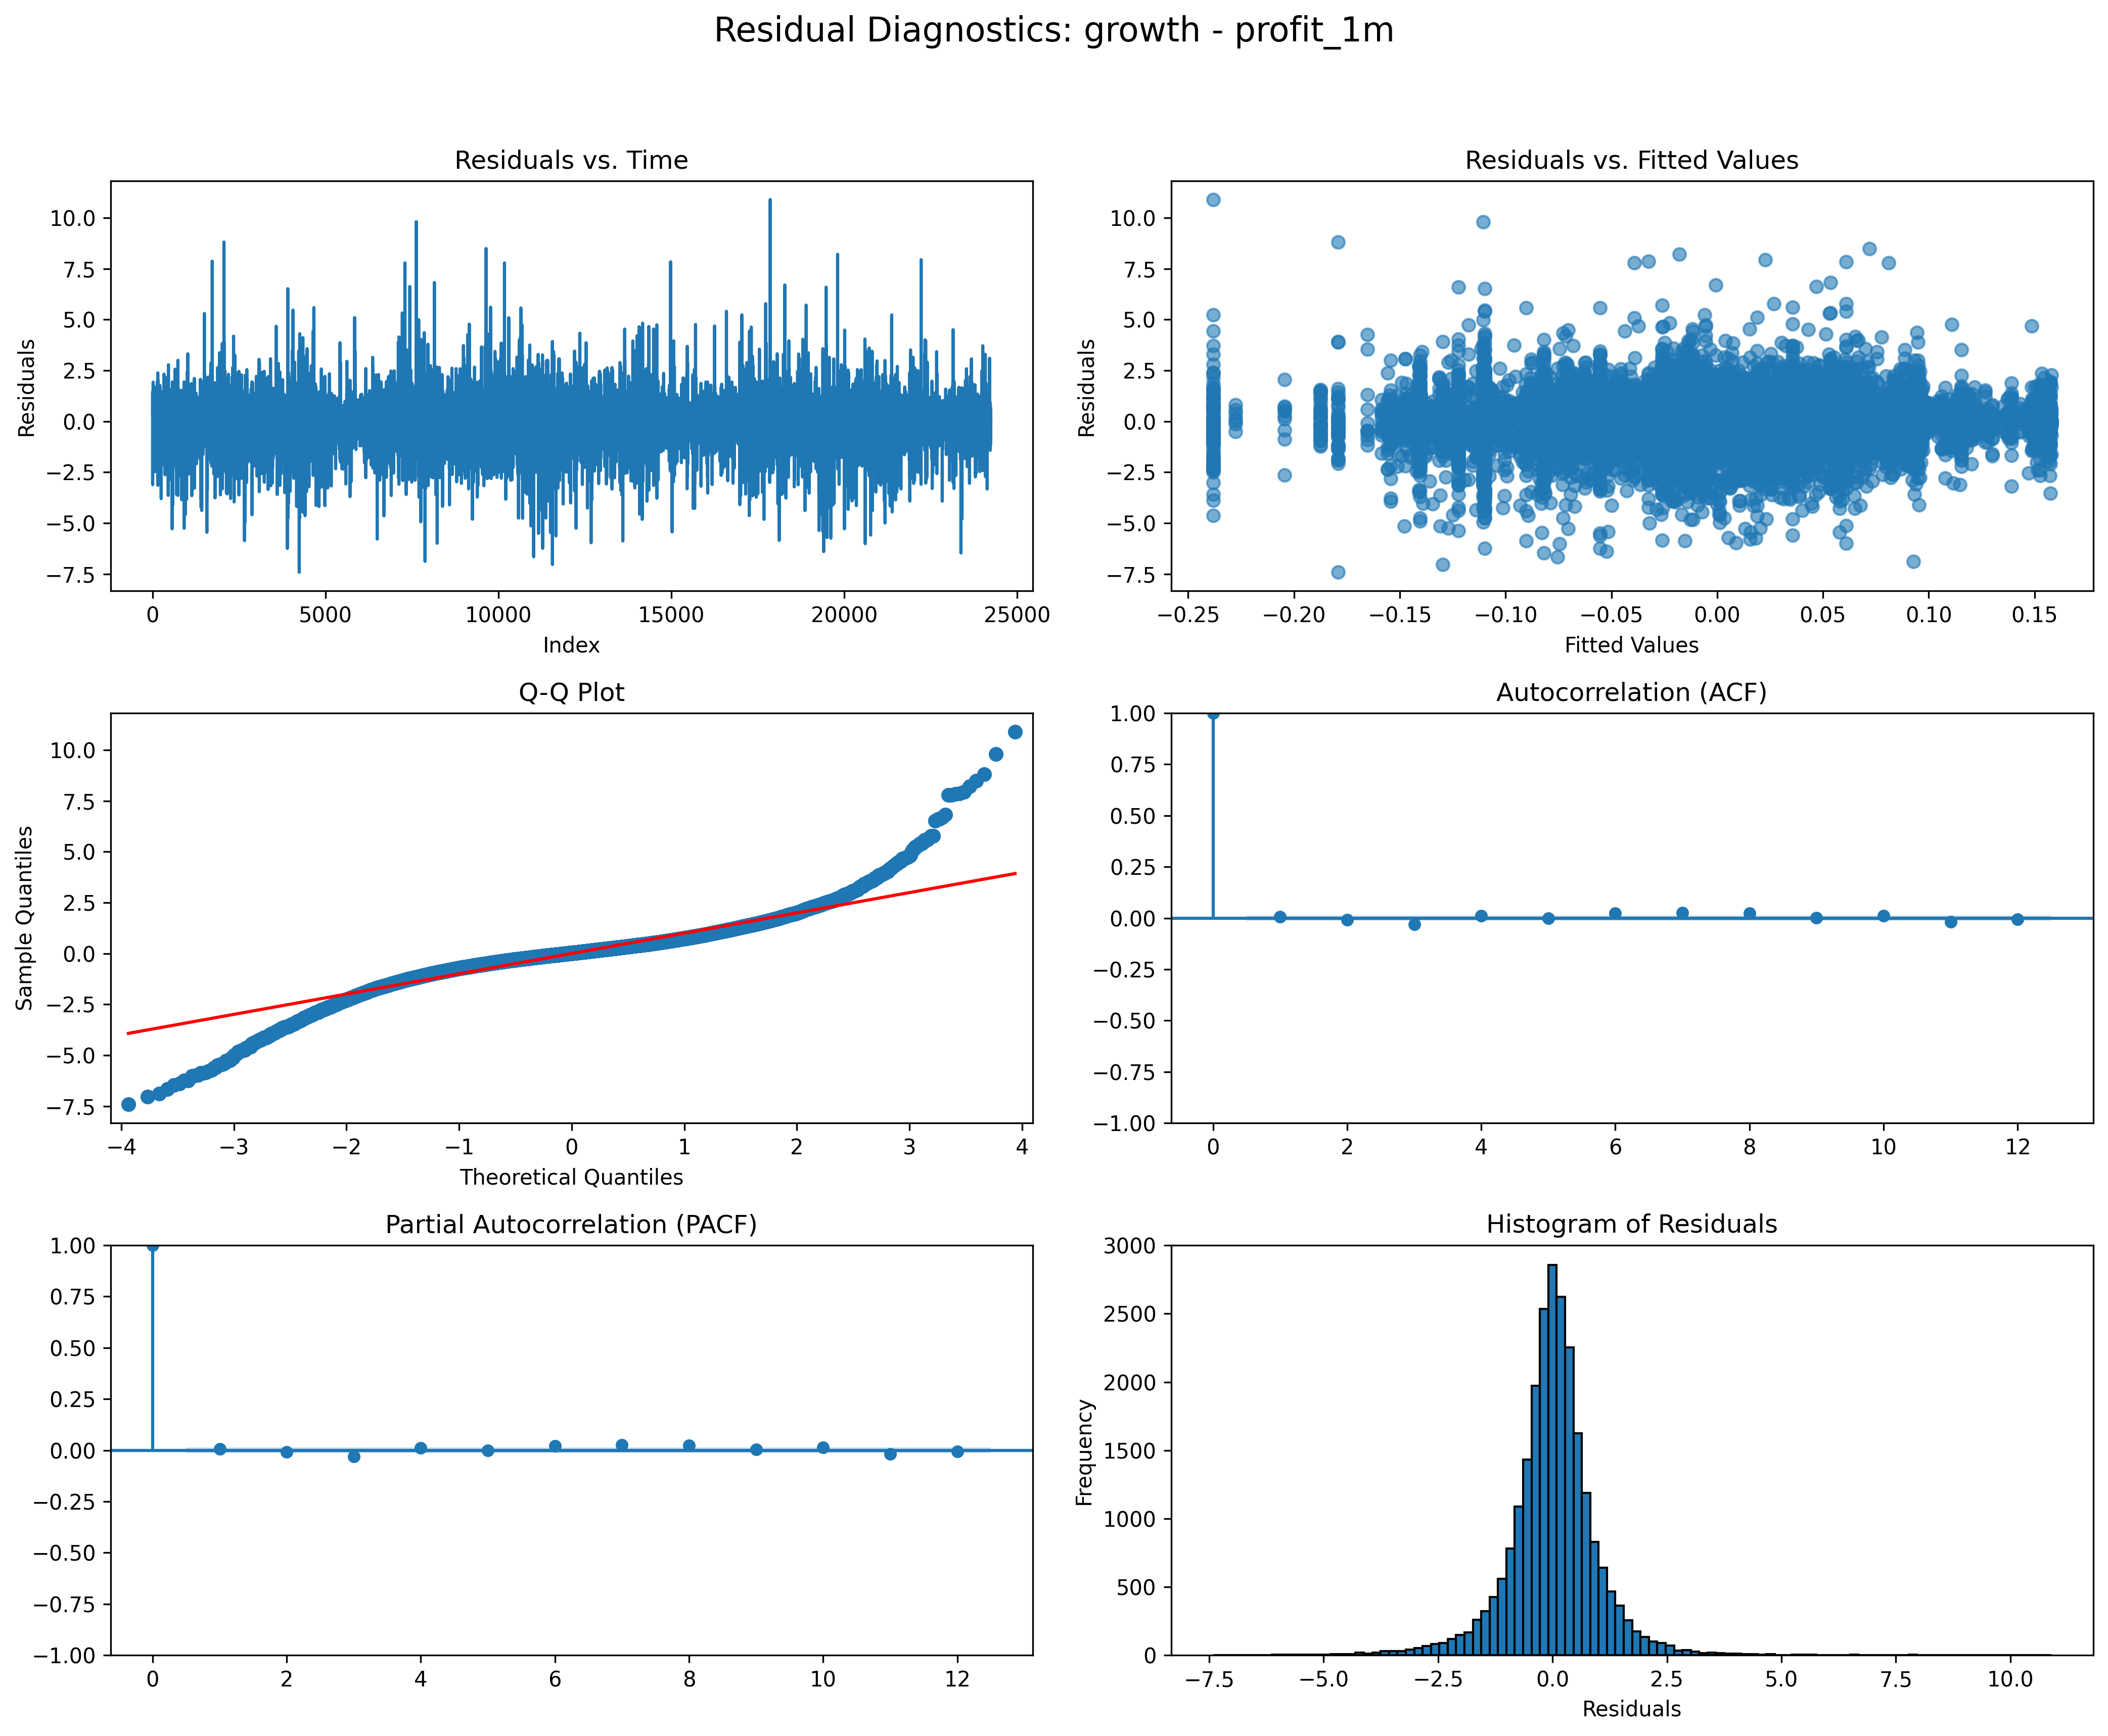 Residual Diagnostics: growth - profit_1m
Residuals vs. Time
10.0
7.5
5.0
2.5
0.0
−2.5
−5.0
−7.5
Residuals
0 5000 10000 15000 20000 25000
Index
Residuals vs. Fitted Values
10.0
7.5
5.0
2.5
0.0
−2.5
−5.0
−7.5
Residuals
−0.25 −0.20 −0.15 −0.10 −0.05 0.00 0.05 0.10 0.15
Fitted Values
Q-Q Plot
10.0
7.5
5.0
2.5
0.0
−2.5
−5.0
−7.5
Sample Quantiles
−4 −3 −2 −1 0 1 2 3 4
Theoretical Quantiles
Autocorrelation (ACF)
1.00
0.75
0.50
0.25
0.00
−0.25
−0.50
−0.75
−1.00
0 2 4 6 8 10 12
Partial Autocorrelation (PACF)
1.00
0.75
0.50
0.25
0.00
−0.25
−0.50
−0.75
−1.00
0 2 4 6 8 10 12
Histogram of Residuals
3000
2500
2000
1500
1000
500
0
Frequency
−7.5 −5.0 −2.5 0.0 2.5 5.0 7.5 10.0
Residuals